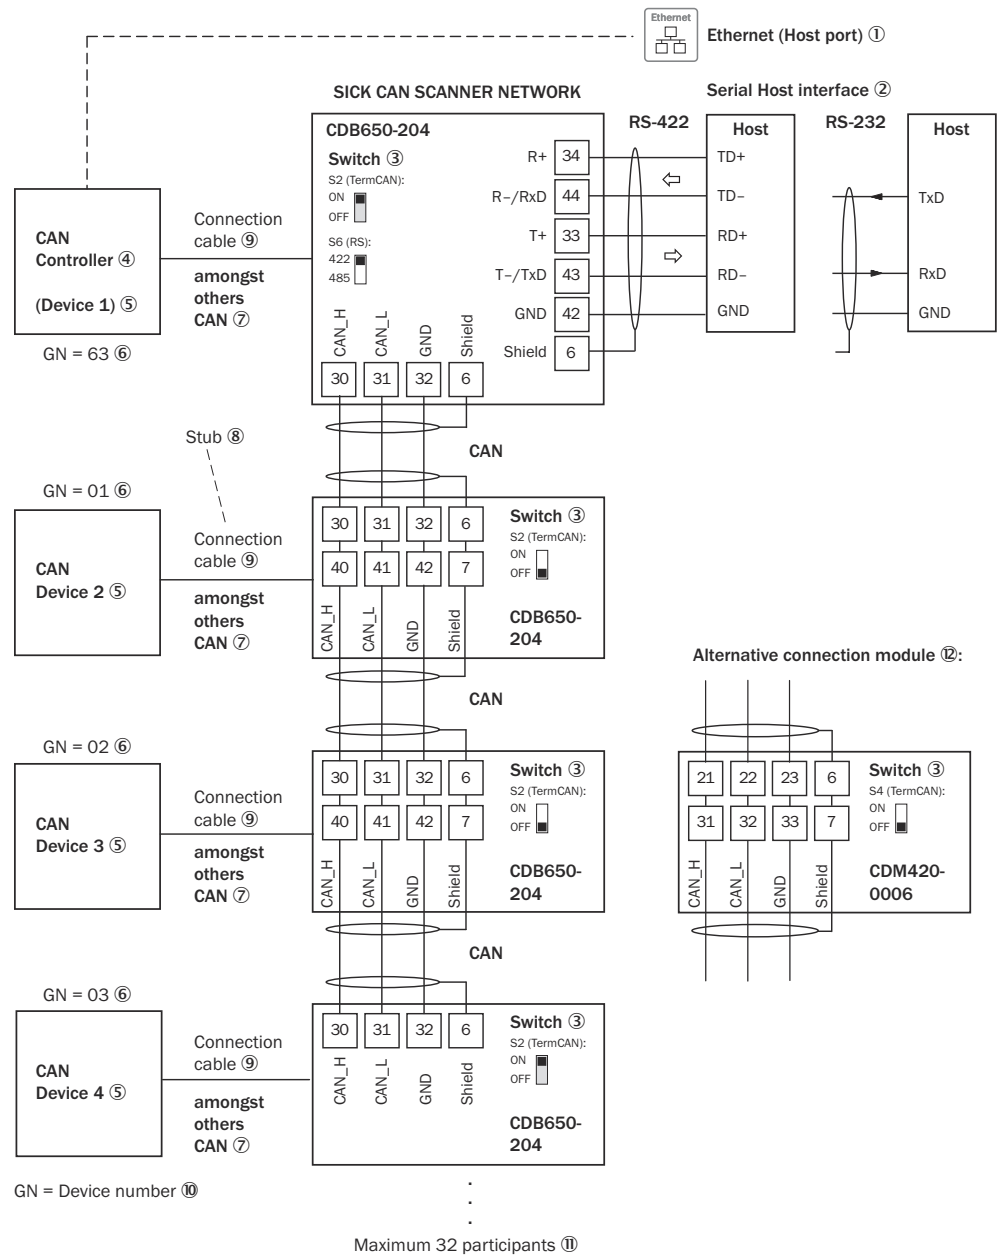 Ethernet
Ethernet (Host port) ①
SICK CAN SCANNER NETWORK
Serial Host interface ②
CDB650-204
Switch ③
S2 (TermCAN):
ON
OFF
S6 (RS):
422
485
R+ 34
R–/RxD 44
T+ 33
T–/TxD 43
GND 42
Shield 6
CAN_H
CAN_L
GND
Shield
30 31 32 6
RS-422
Host
TD+
TD–
RD+
RD–
GND
RS-232
Host
TxD
RxD
GND
CAN
Controller ④
(Device 1) ⑤
GN = 63 ⑥
Connection
cable ⑨
amongst
others
CAN ⑦
CAN
Stub ⑧
GN = 01 ⑥
CAN
Device 2 ⑤
Connection
cable ⑨
amongst
others
CAN ⑦
30 31 32 6
40 41 42 7
CAN_H
CAN_L
GND
Shield
Switch ③
S2 (TermCAN):
ON
OFF
CDB650-
204
CAN
GN = 02 ⑥
CAN
Device 3 ⑤
Connection
cable ⑨
amongst
others
CAN ⑦
30 31 32 6
40 41 42 7
CAN_H
CAN_L
GND
Shield
Switch ③
S2 (TermCAN):
ON
OFF
CDB650-
204
Alternative connection module ⑫:
21 22 23 6
31 32 33 7
CAN_H
CAN_L
GND
Shield
Switch ③
S4 (TermCAN):
ON
OFF
CDM420-
0006
CAN
GN = 03 ⑥
CAN
Device 4 ⑤
Connection
cable ⑨
amongst
others
CAN ⑦
30 31 32 6
CAN_H
CAN_L
GND
Shield
Switch ③
S2 (TermCAN):
ON
OFF
CDB650-
204
GN = Device number ⑩
.
.
.
Maximum 32 participants ⑪